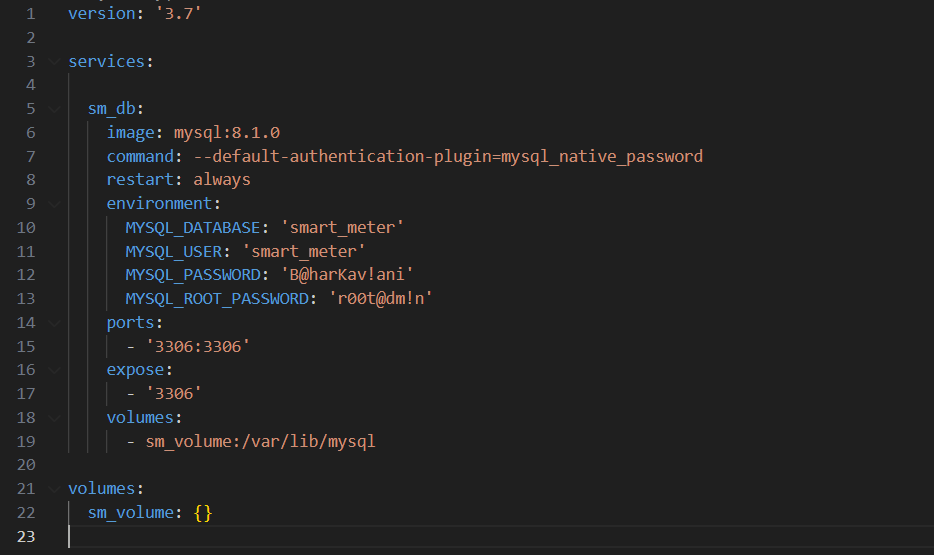 1 version: '3.7'
2
3 services:
4
5   sm_db:
6     image: mysql:8.1.0
7     command: --default-authentication-plugin=mysql_native_password
8     restart: always
9     environment:
10       MYSQL_DATABASE: 'smart_meter'
11       MYSQL_USER: 'smart_meter'
12       MYSQL_PASSWORD: 'B@harKav!ani'
13       MYSQL_ROOT_PASSWORD: 'r00t@dm!n'
14     ports:
15       - '3306:3306'
16     expose:
17       - '3306'
18     volumes:
19       - sm_volume:/var/lib/mysql
20
21 volumes:
22   sm_volume: {}
23